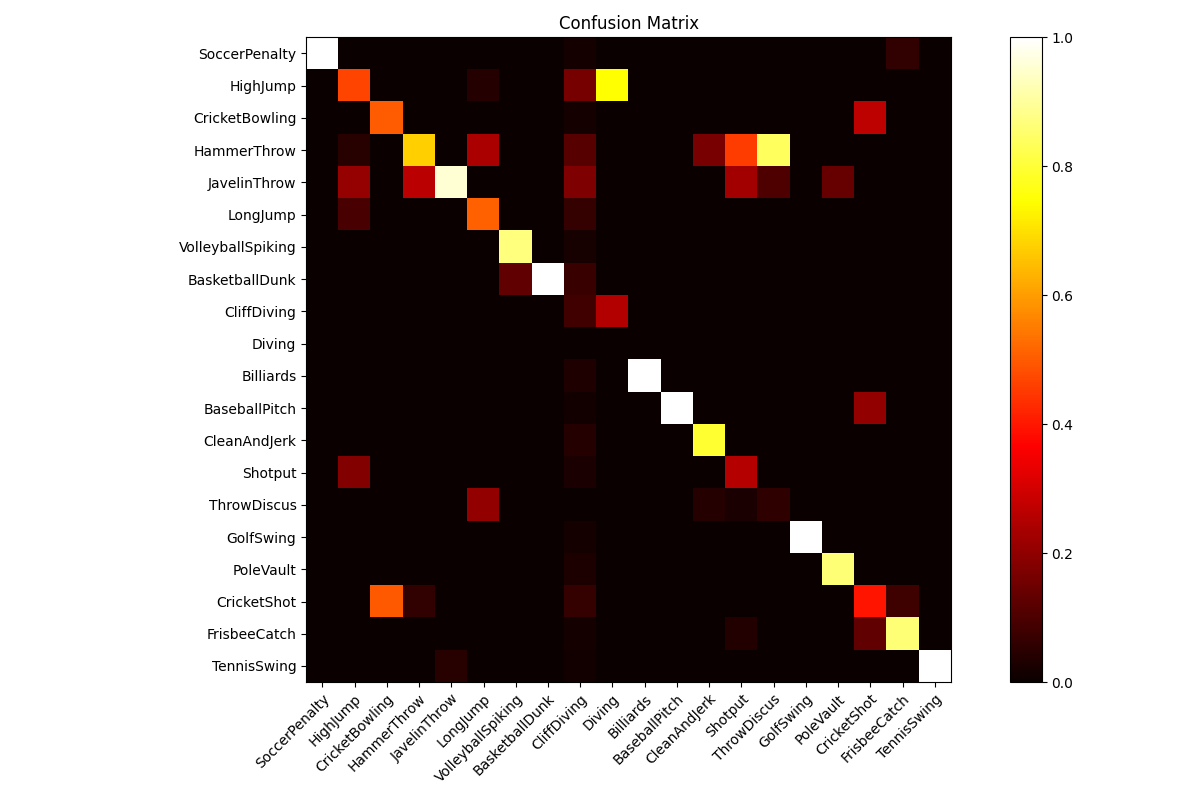 Confusion Matrix
SoccerPenalty
HighJump
CricketBowling
HammerThrow
JavelinThrow
LongJump
VolleyballSpiking
BasketballDunk
CliffDiving
Diving
Billiards
BaseballPitch
CleanAndJerk
Shotput
ThrowDiscus
GolfSwing
PoleVault
CricketShot
FrisbeeCatch
TennisSwing
SoccerPenalty
HighJump
CricketBowling
HammerThrow
JavelinThrow
LongJump
VolleyballSpiking
BasketballDunk
CliffDiving
Diving
Billiards
BaseballPitch
CleanAndJerk
Shotput
ThrowDiscus
GolfSwing
PoleVault
CricketShot
FrisbeeCatch
TennisSwing
1.0
0.8
0.6
0.4
0.2
0.0